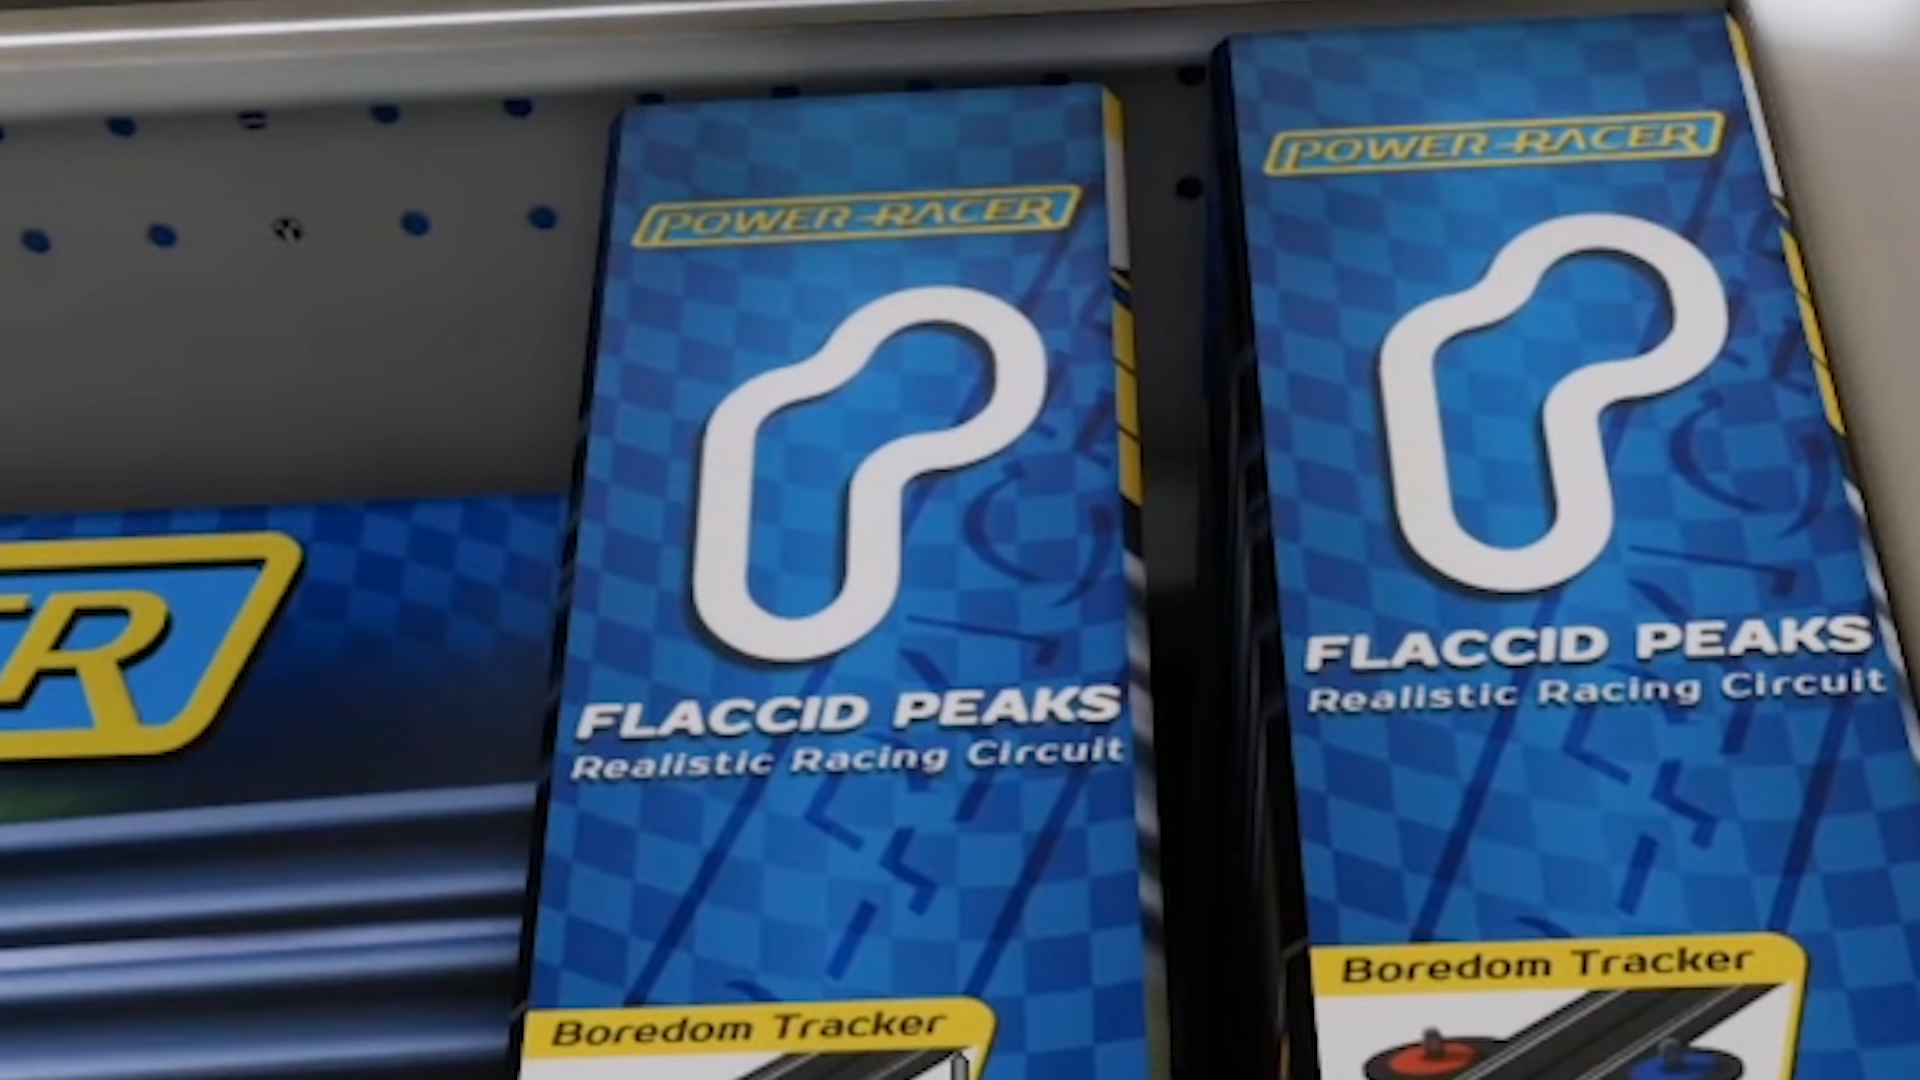 POWER-RACER
FLACCID PEAKS
Realistic Racing Circuit
Boredom Tracker
POWER-RACER
FLACCID PEAKS
Realistic Racing Circuit
Boredom Tracker